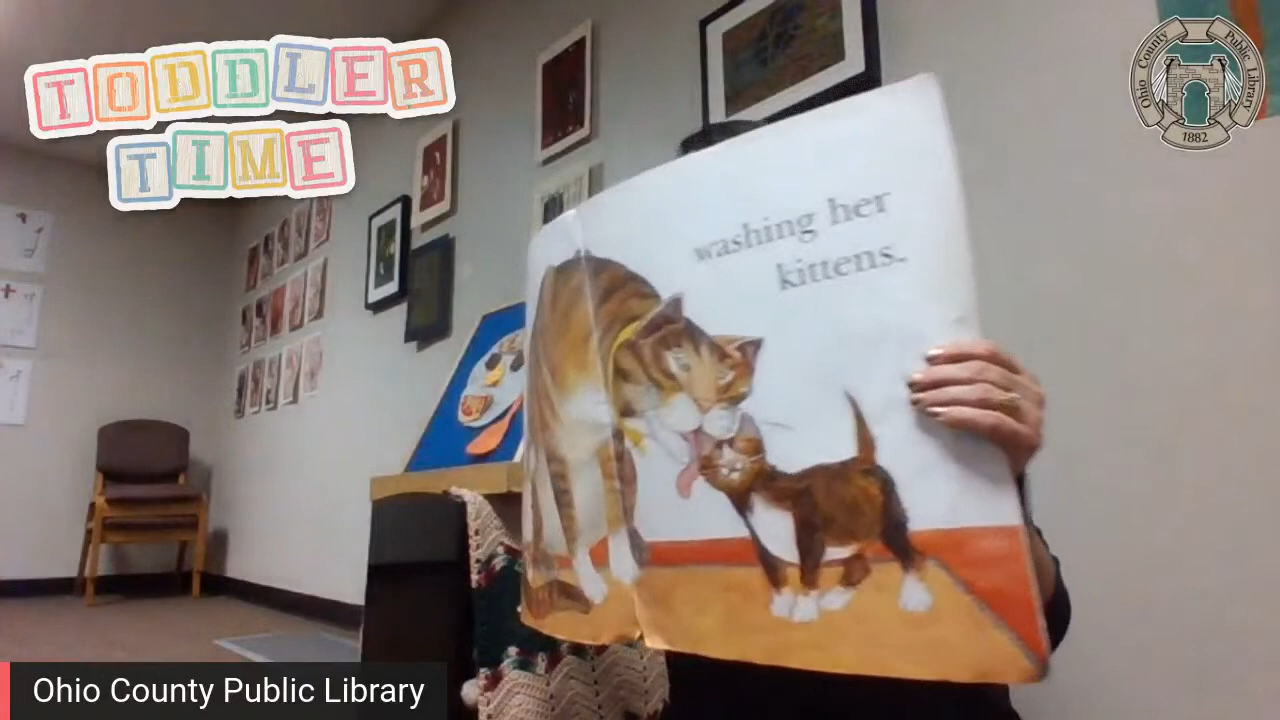 TODDLER
TIME
Ohio County Public Library
1882
washing her
kittens.
Ohio County Public Library